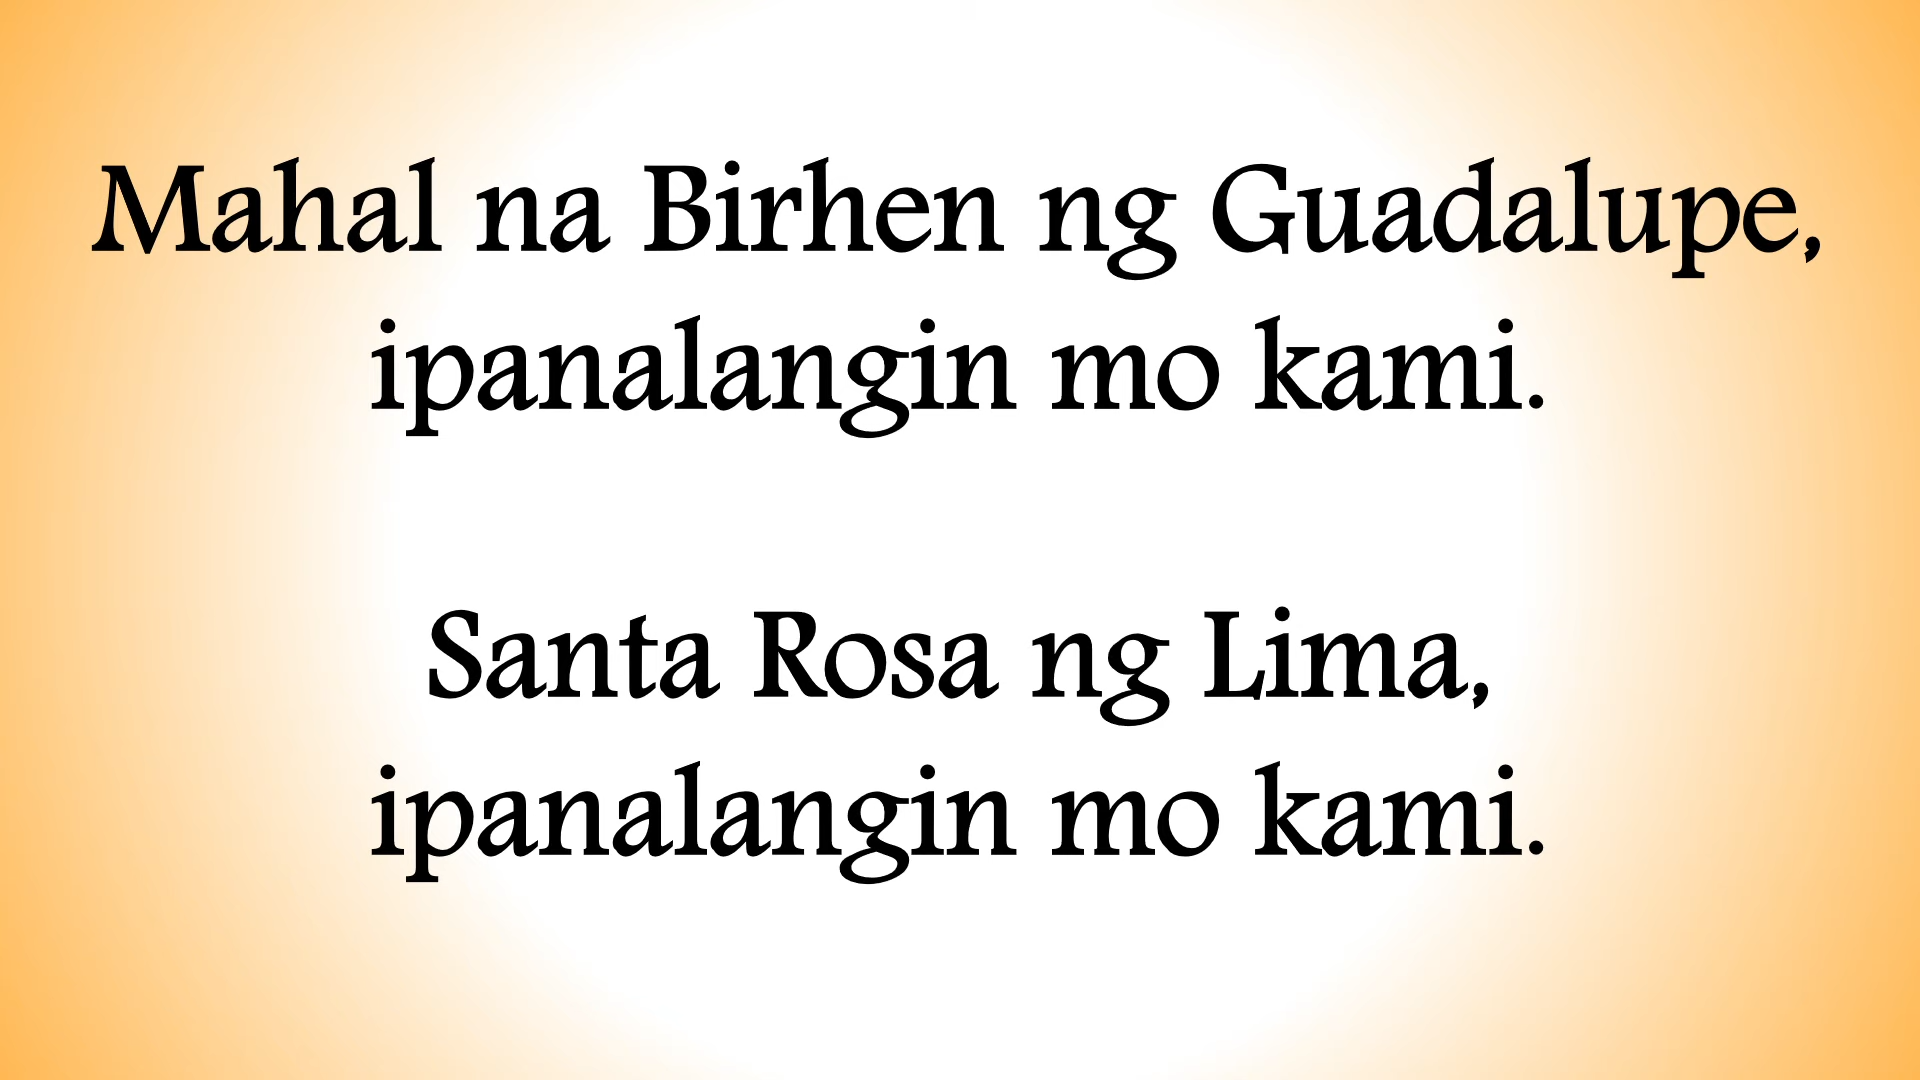 Mahal na Birhen ng Guadalupe,
ipanalangin mo kami.
Santa Rosa ng Lima,
ipanalangin mo kami.